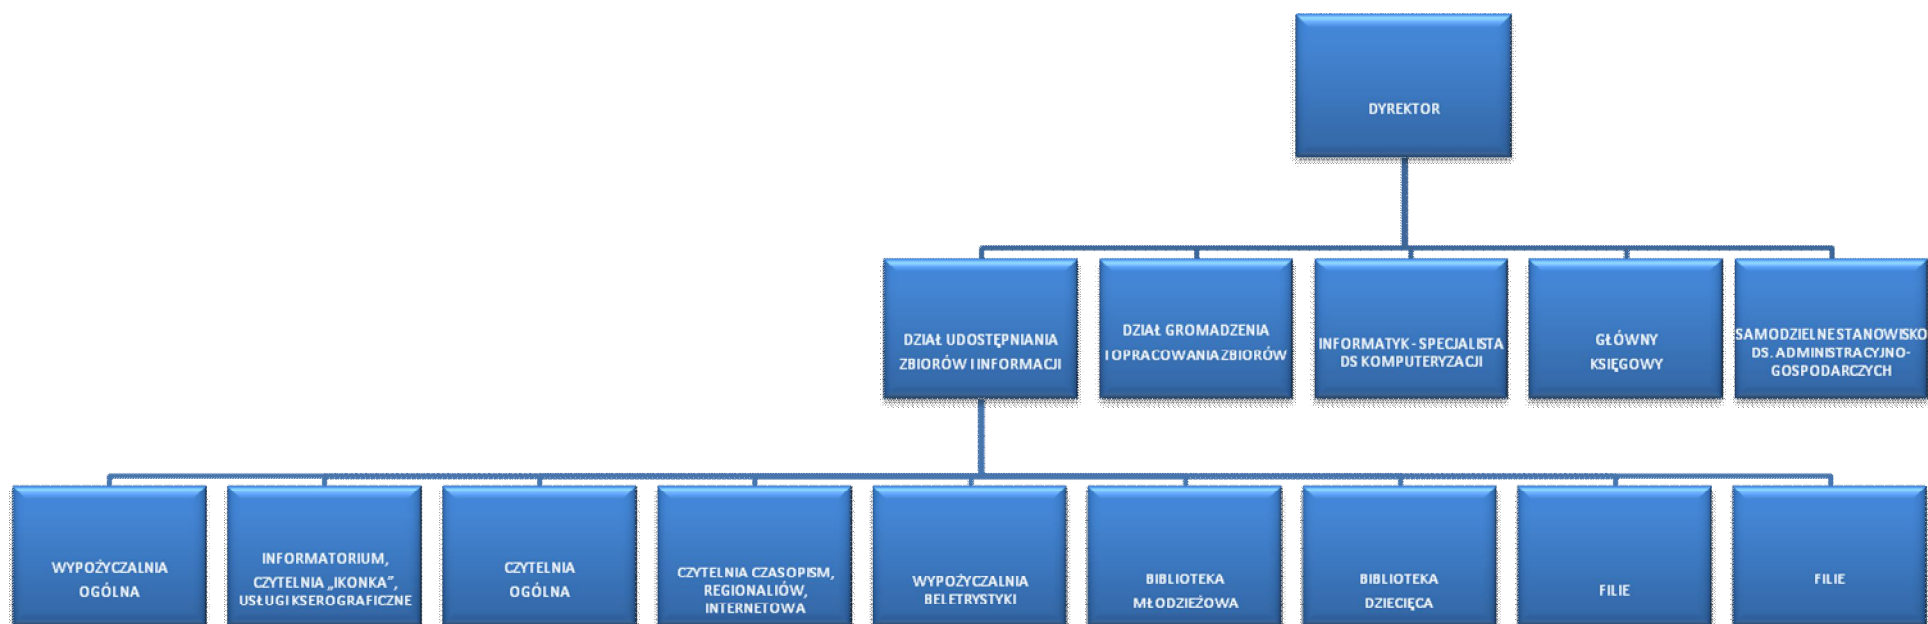 DYREKTOR
DZIAŁ UDOSTĘPNIANIA
ZBIORÓW I INFORMACJI
DZIAŁ GROMADZENIA
I OPRACOWANIA ZBIORÓW
INFORMATYK - SPECJALISTA
DS KOMPUTERYZACJI
GŁÓWNY
KSIĘGOWY
SAMODZIELNE STANOWISKO
DS. ADMINISTRACYJNO-
GOSPODARCZYCH
WYPOŻYCZALNIA
OGÓLNA
INFORMATORIUM,
CZYTELNIA „IKONKA”,
USŁUGI KSEROGRAFICZNE
CZYTELNIA
OGÓLNA
CZYTELNIA CZASOPISM,
REGIONALIÓW,
INTERNETOWA
WYPOŻYCZALNIA
BELETRYSTYKI
BIBLIOTEKA
MŁODZIEŻOWA
BIBLIOTEKA
DZIECIĘCA
FILIE
FILIE